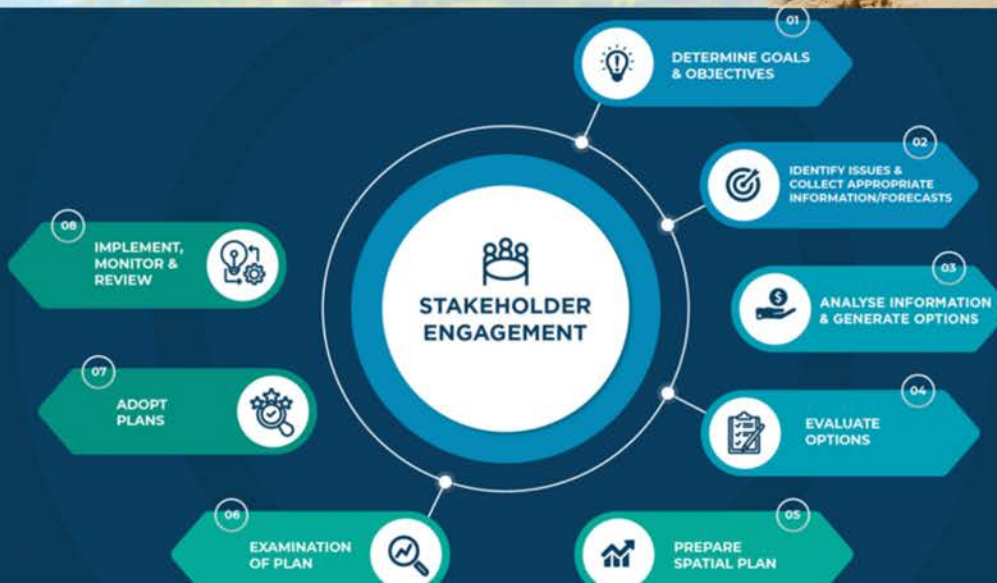 01
DETERMINE GOALS
& OBJECTIVES
02
IDENTIFY ISSUES &
COLLECT APPROPRIATE
INFORMATION/FORECASTS
03
ANALYSE INFORMATION
& GENERATE OPTIONS
04
EVALUATE
OPTIONS
05
PREPARE
SPATIAL PLAN
06
EXAMINATION
OF PLAN
07
ADOPT
PLANS
08
IMPLEMENT,
MONITOR &
REVIEW
STAKEHOLDER
ENGAGEMENT